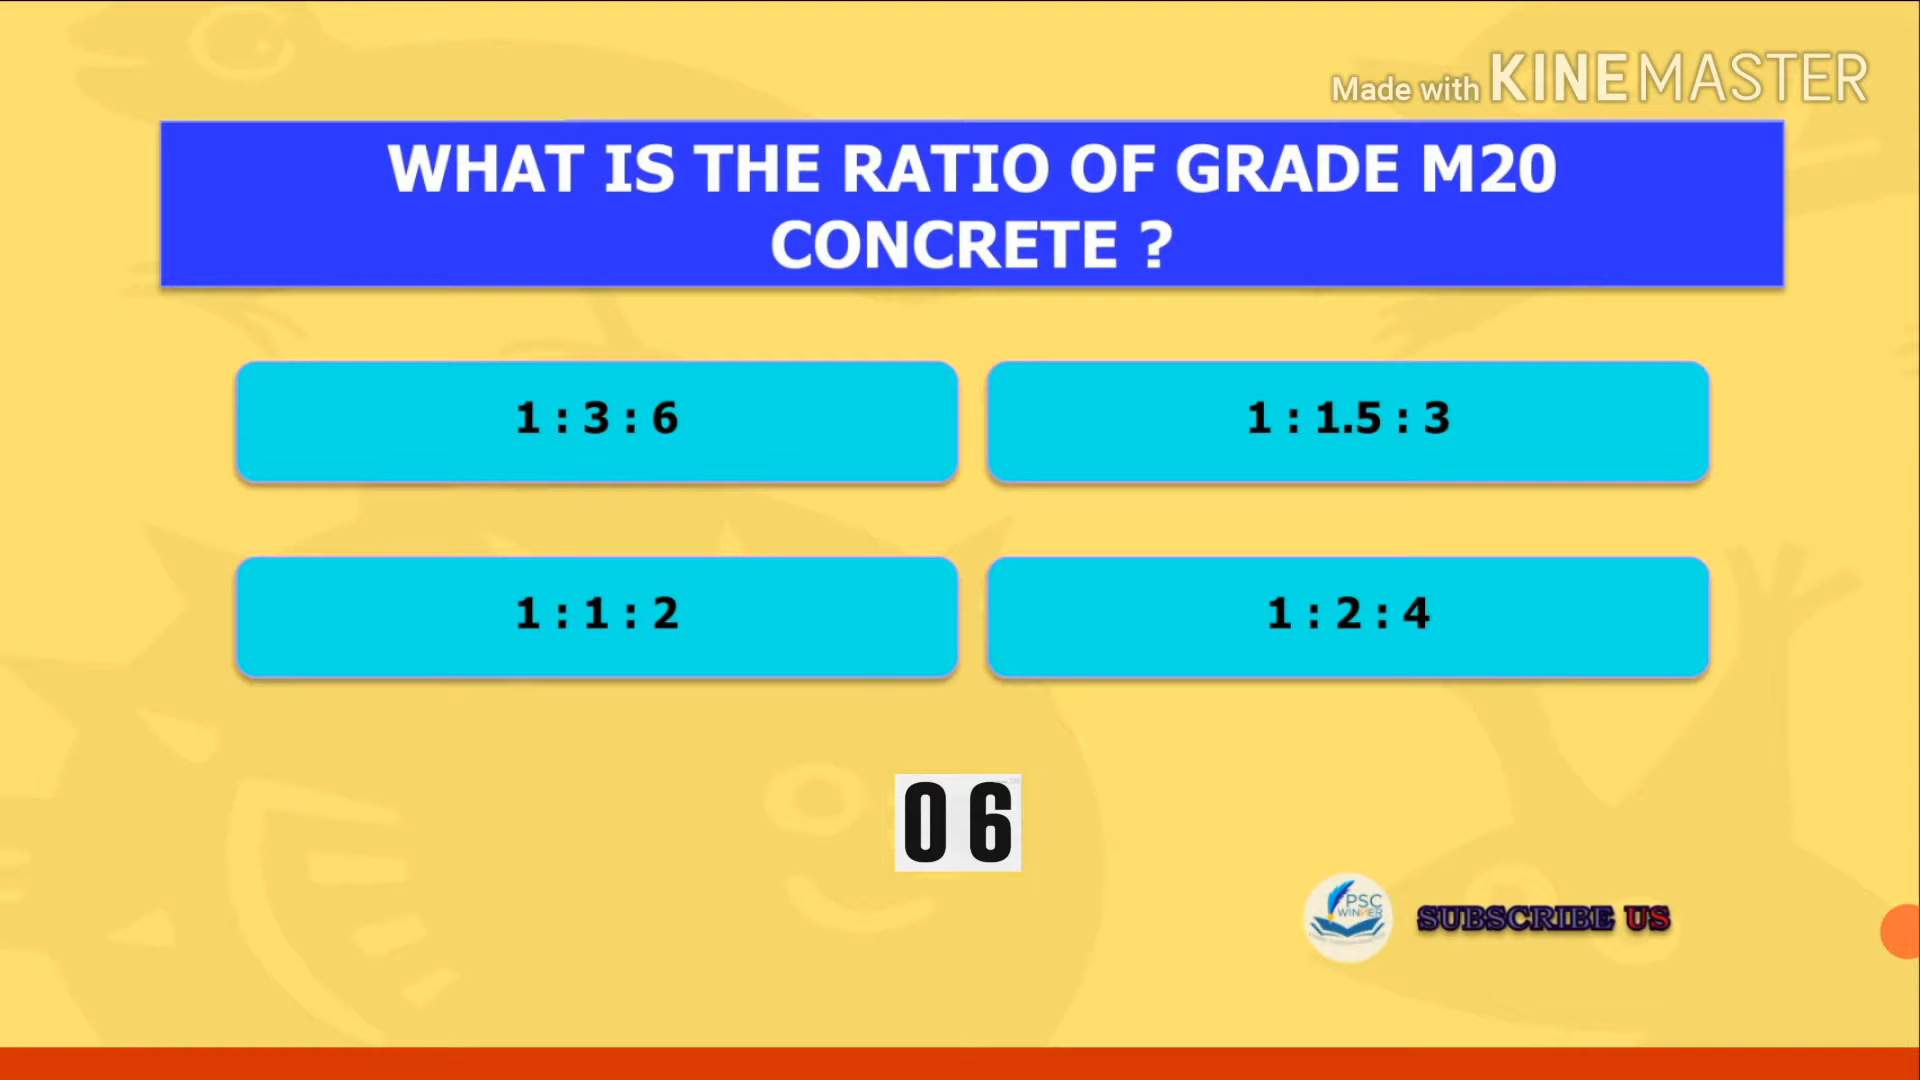 Made with KINEMASTER
WHAT IS THE RATIO OF GRADE M20
CONCRETE ?
1 : 3 : 6
1 : 1.5 : 3
1 : 1 : 2
1 : 2 : 4
06
PSC
WINNER
SUBSCRIBE US